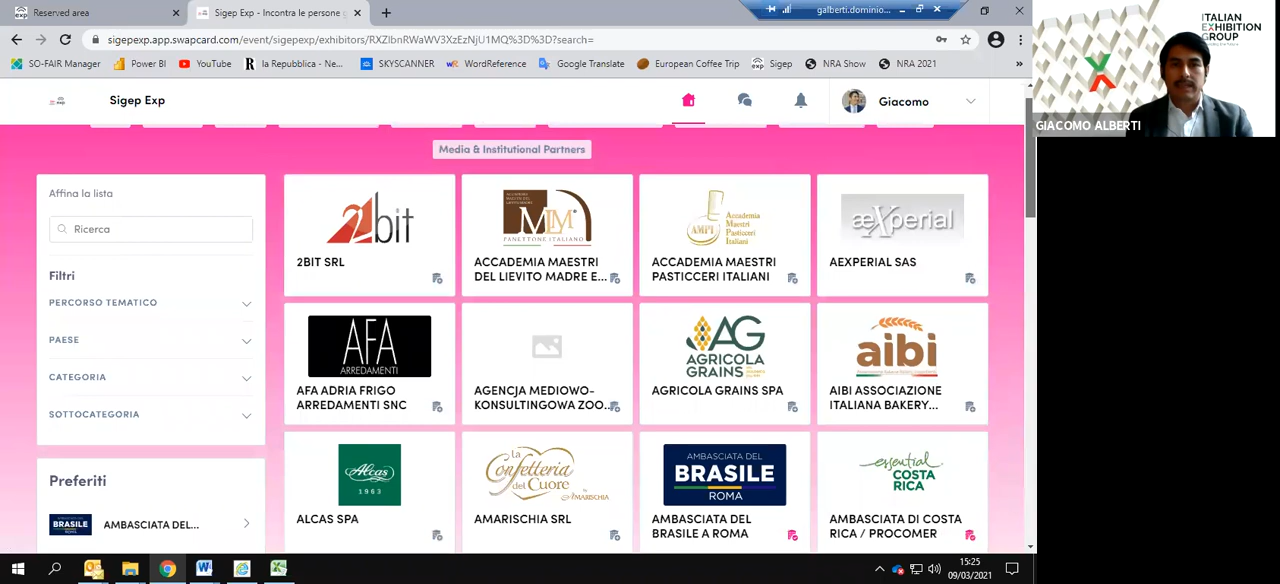 Reserved area
Sigep Exp - Incontra le persone g
galberti.dominio...
sigepexp.app.swapcard.com/event/sigepexp/exhibitors/RXZlbnRWaWV3XzEzNjU1MQ%3D%3D?search=
SO-FAIR Manager
Power BI
YouTube
la Repubblica - Ne...
SKYSCANNER
WordReference
Google Translate
European Coffee Trip
Sigep
NRA Show
NRA 2021
ITALIAN
EXHIBITION
GROUP
GIACOMO ALBERTI
Sigep Exp
Giacomo
Media & Institutional Partners
Affina la lista
Ricerca
Filtri
PERCORSO TEMATICO
PAESE
CATEGORIA
SOTTOCATEGORIA
Preferiti
BRASILE
AMBASCIATA DEL...
2bit
2BIT SRL
MLM
PANETTONE ITALIANO
ACCADEMIA MAESTRI
DEL LIEVITO MADRE E...
AMPI
Accademia
Maestri
Pasticceri
Italiani
ACCADEMIA MAESTRI
PASTICCERI ITALIANI
aeXperial
AEXPERIAL SAS
AFA
ARREDAMENTI
AFA ADRIA FRIGO
ARREDAMENTI SNC
AGENCJA MEDIOWO-
KONSULTINGOWA ZOO...
AG
AGRICOLA
GRAINS
AGRICOLA GRAINS SPA
aibi
AIBI ASSOCIAZIONE
ITALIANA BAKERY...
Alcas
1963
ALCAS SPA
la
Confetteria
del Cuore
by AMARISCHIA
AMARISCHIA SRL
AMBASCIATA DEL
BRASILE
ROMA
AMBASCIATA DEL
BRASILE A ROMA
essential
COSTA
RICA
AMBASCIATA DI COSTA
RICA / PROCOMER
15:25
09/03/2021